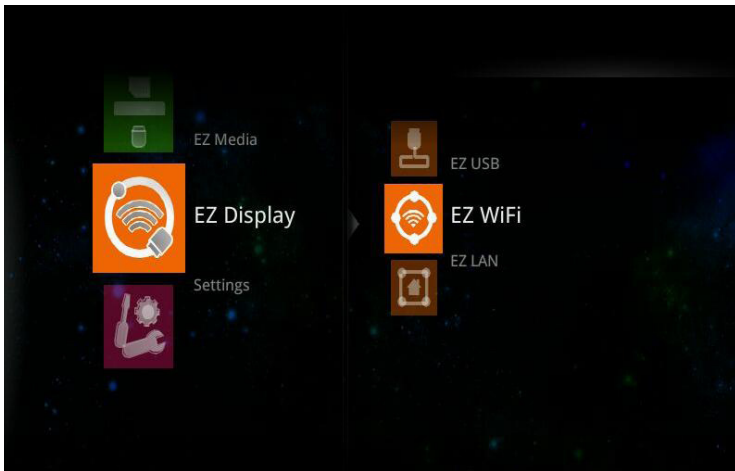 EZ Media
EZ Display
Settings
EZ USB
EZ WiFi
EZ LAN